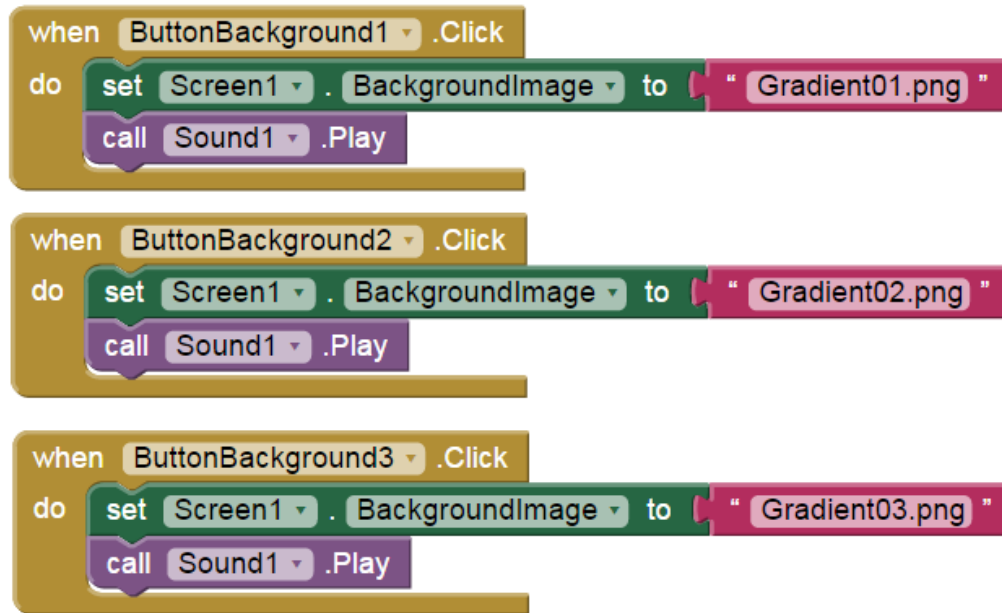 when ButtonBackground1 .Click
do set Screen1 . BackgroundImage to “ Gradient01.png ”
call Sound1 .Play
when ButtonBackground2 .Click
do set Screen1 . BackgroundImage to “ Gradient02.png ”
call Sound1 .Play
when ButtonBackground3 .Click
do set Screen1 . BackgroundImage to “ Gradient03.png ”
call Sound1 .Play